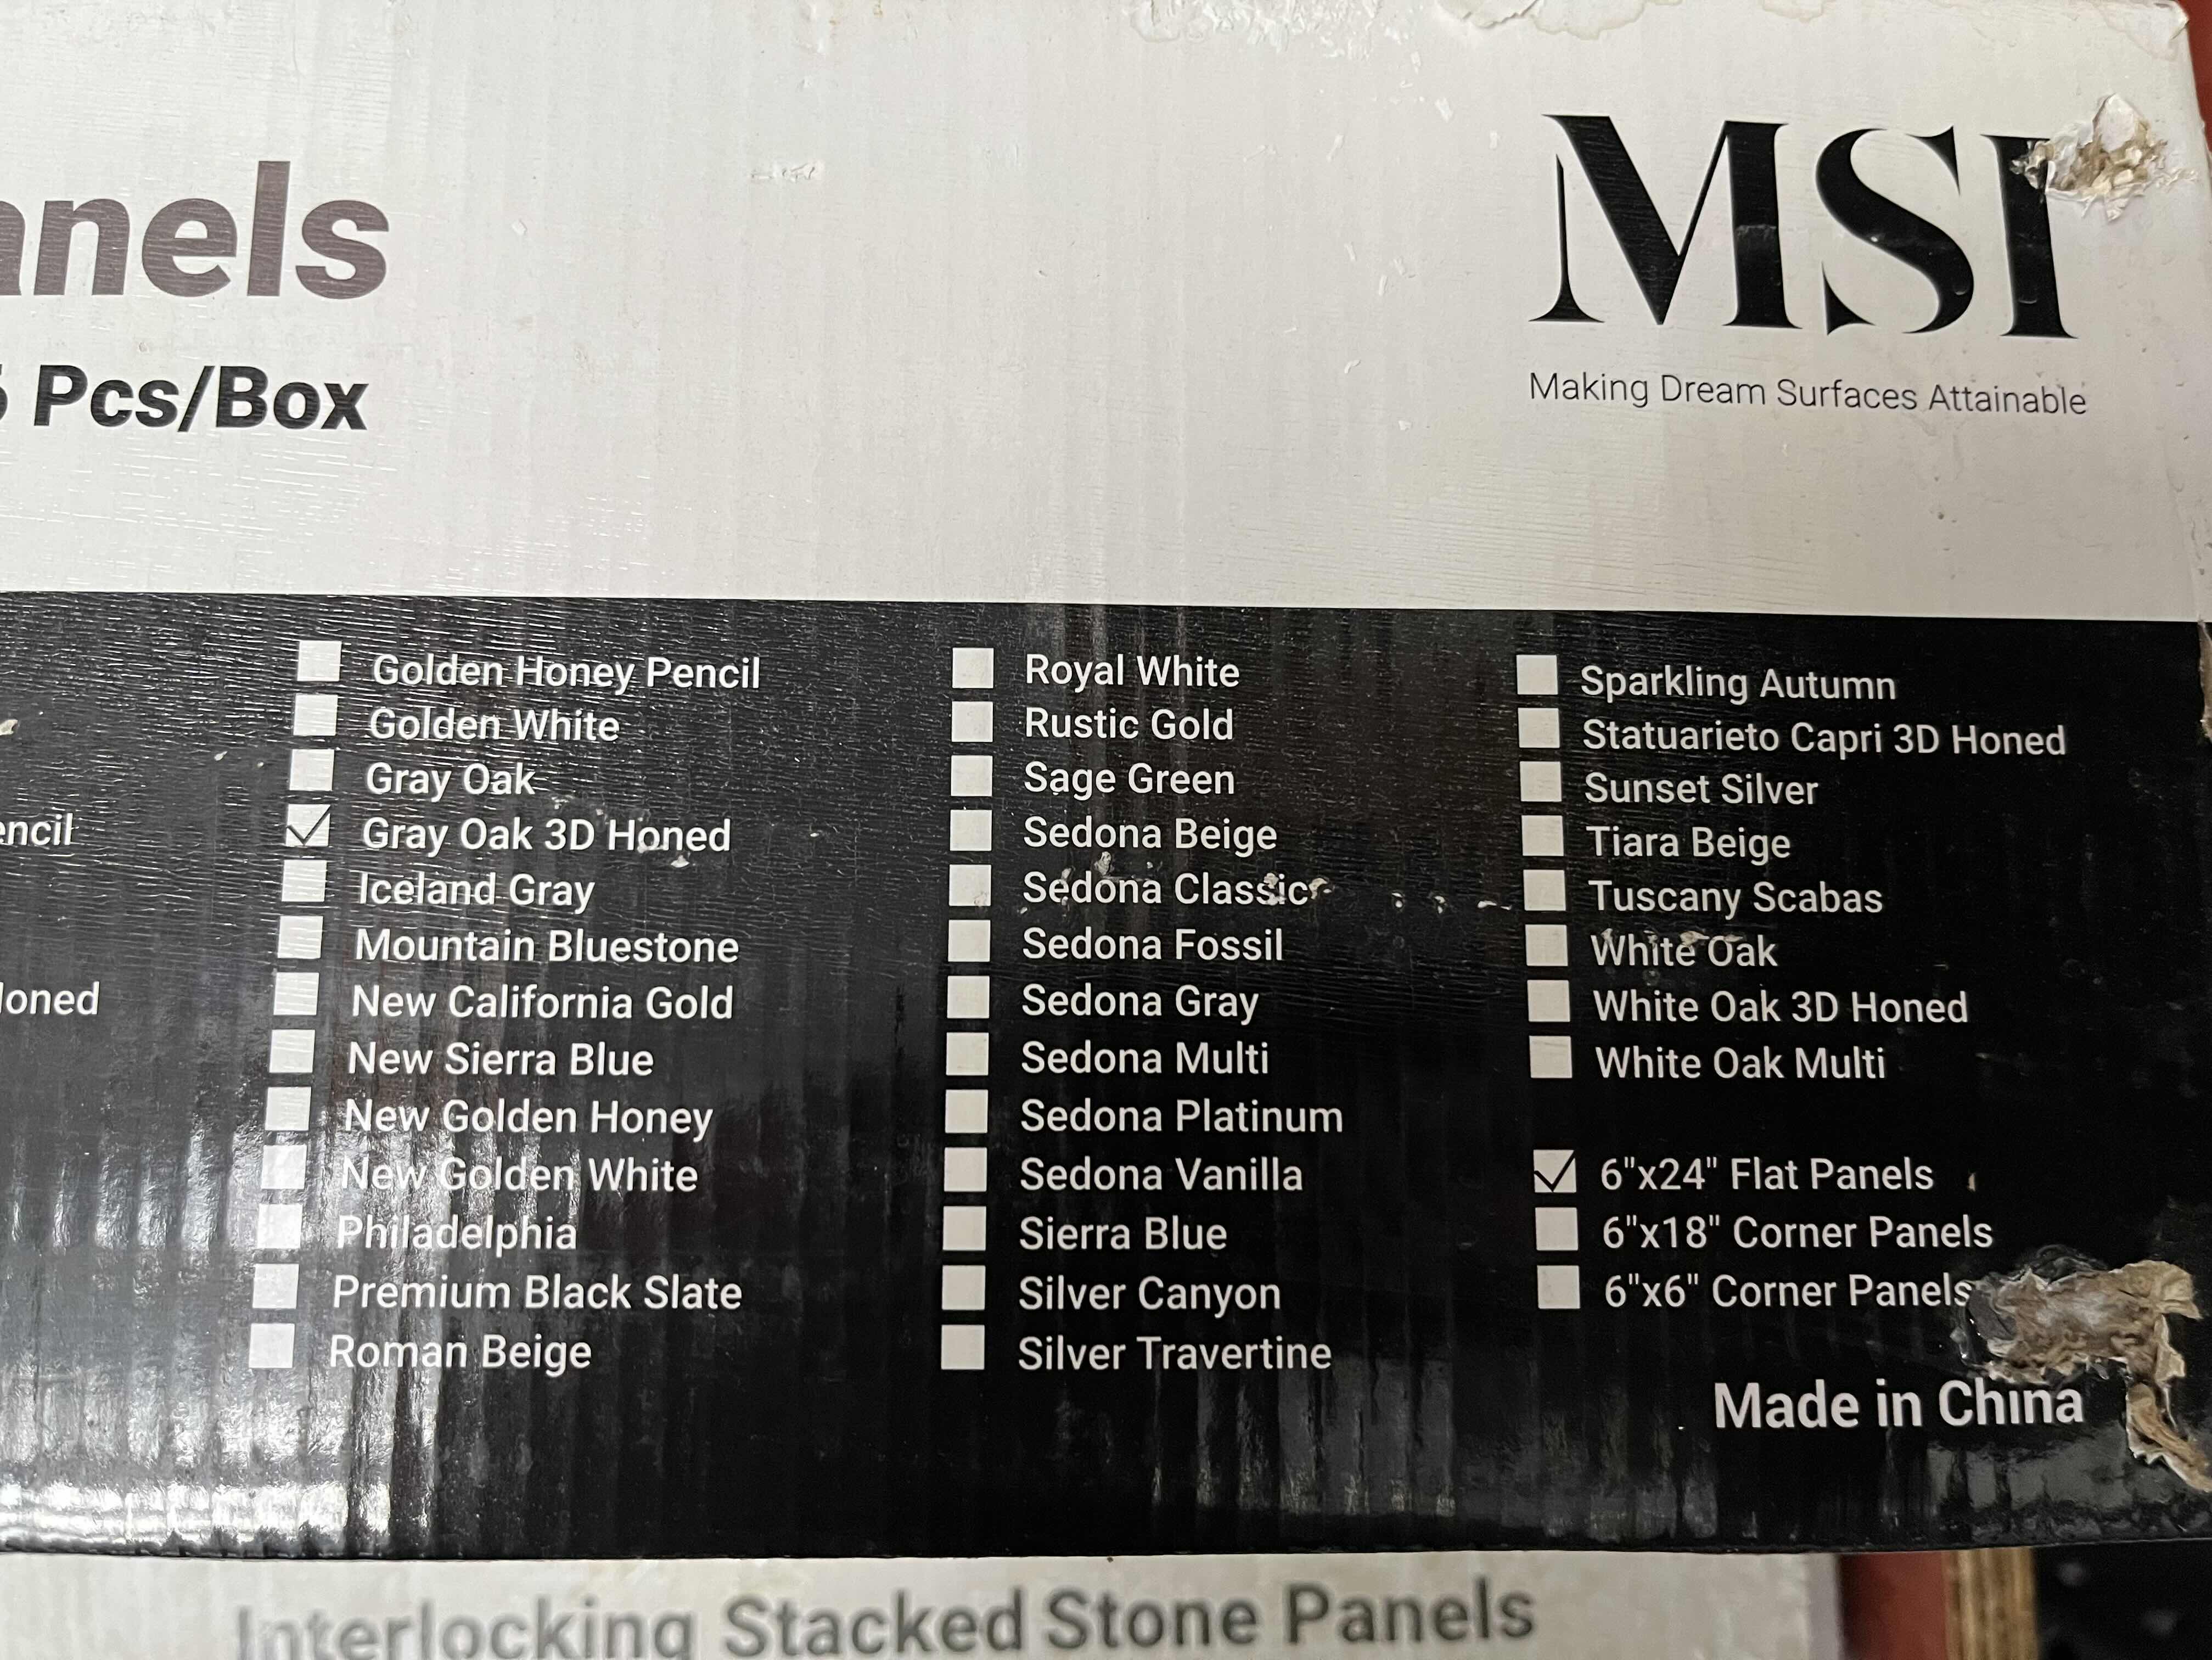 MSI
Making Dream Surfaces Attainable
anels
Pcs/Box
encil
oned
Golden Honey Pencil
Golden White
Gray Oak
Gray Oak 3D Honed
Iceland Gray
Mountain Bluestone
New California Gold
New Sierra Blue
New Golden Honey
New Golden White
Philadelphia
Premium Black Slate
Roman Beige
Royal White
Rustic Gold
Sage Green
Sedona Beige
Sedona Classic
Sedona Fossil
Sedona Gray
Sedona Multi
Sedona Platinum
Sedona Vanilla
Sierra Blue
Silver Canyon
Silver Travertine
Sparkling Autumn
Statuarieto Capri 3D Honed
Sunset Silver
Tiara Beige
Tuscany Scabas
White Oak
White Oak 3D Honed
White Oak Multi
6"x24" Flat Panels
6"x18" Corner Panels
6"x6" Corner Panels
Made in China
Interlocking Stacked Stone Panels